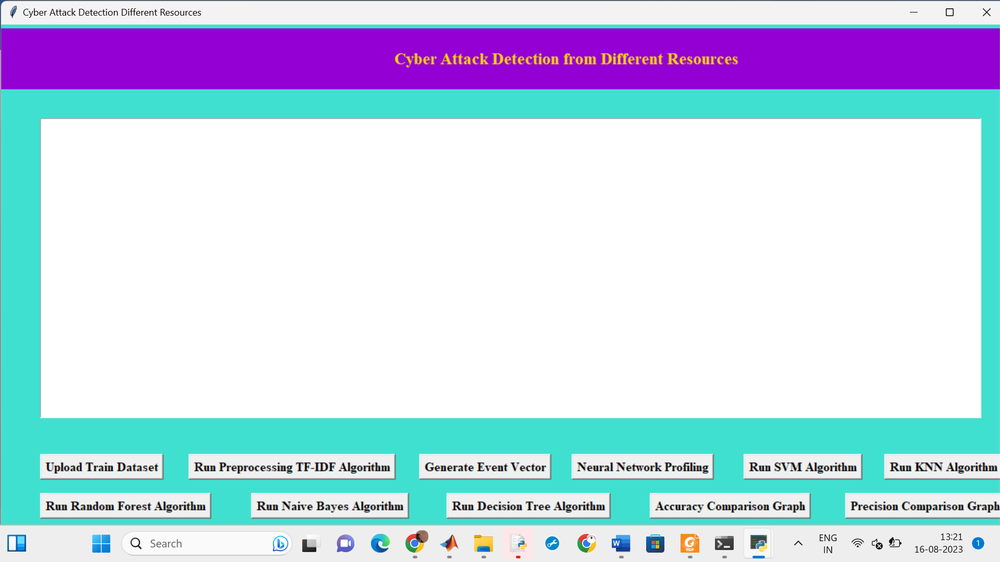 Cyber Attack Detection Different Resources
Cyber Attack Detection from Different Resources
Upload Train Dataset
Run Preprocessing TF-IDF Algorithm
Generate Event Vector
Neural Network Profiling
Run SVM Algorithm
Run KNN Algorithm
Run Random Forest Algorithm
Run Naive Bayes Algorithm
Run Decision Tree Algorithm
Accuracy Comparison Graph
Precision Comparison Graph
Search
W
PDF
ENG
IN
13:21
16-08-2023
1